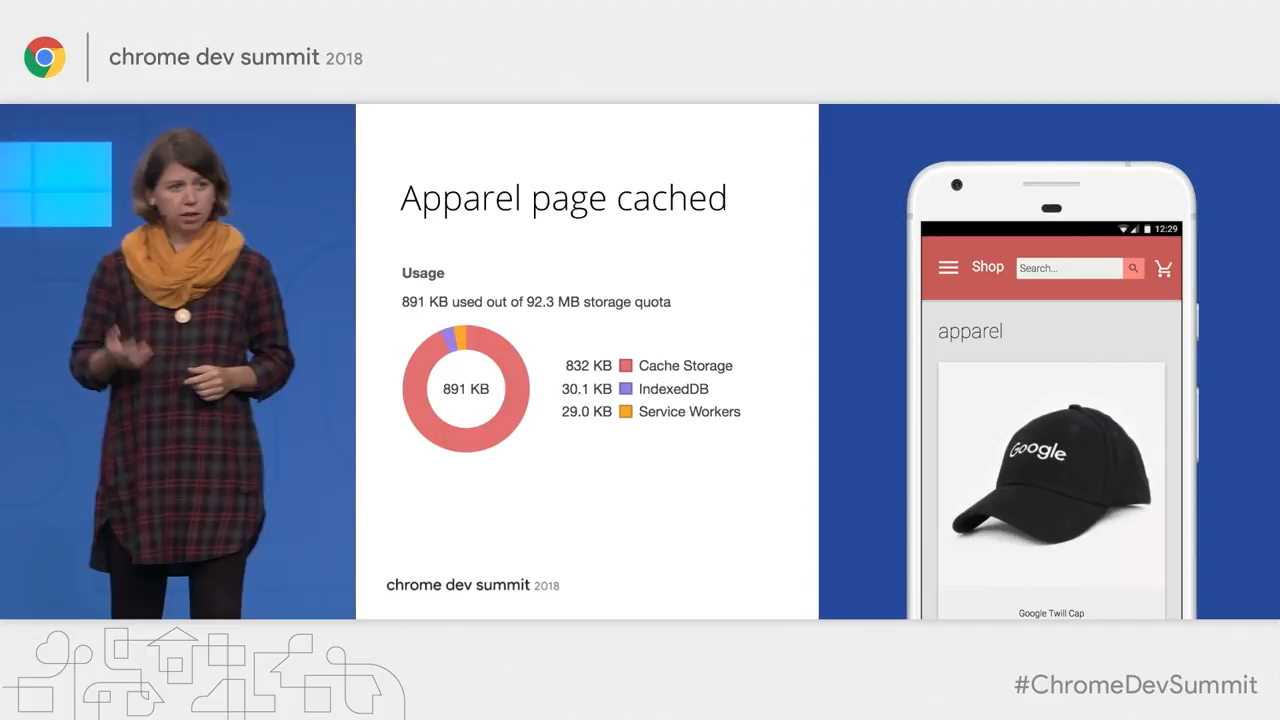 chrome dev summit 2018
Apparel page cached
Usage
891 KB used out of 92.3 MB storage quota
891 KB
832 KB Cache Storage
30.1 KB IndexedDB
29.0 KB Service Workers
chrome dev summit 2018
12:29
Shop
Search...
apparel
Google
Google Twill Cap
#ChromeDevSummit